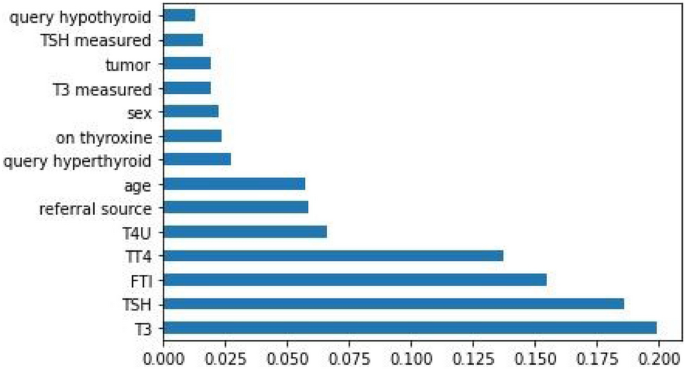 query hypothyroid
TSH measured
tumor
T3 measured
sex
on thyroxine
query hyperthyroid
age
referral source
T4U
TT4
FTI
TSH
T3
0.000 0.025 0.050 0.075 0.100 0.125 0.150 0.175 0.200